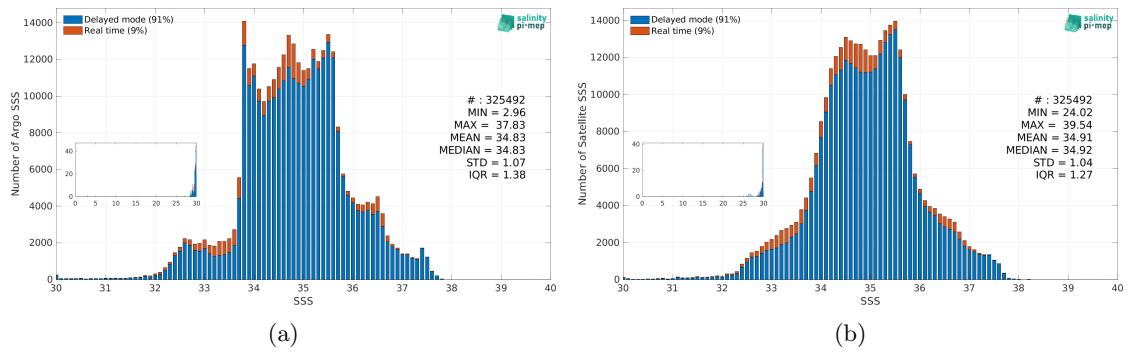 Delayed mode (91%)
Real time (9%)
salinity
pi-mep
# : 325492
MIN = 2.96
MAX = 37.83
MEAN = 34.83
MEDIAN = 34.83
STD = 1.07
IQR = 1.38
Number of Argo SSS
14000
12000
10000
8000
6000
4000
2000
0
40
20
0
0 5 10 15 20 25 30
30 31 32 33 34 35 36 37 38 39 40
SSS
(a)
Delayed mode (91%)
Real time (9%)
salinity
pi-mep
# : 325492
MIN = 24.02
MAX = 39.54
MEAN = 34.91
MEDIAN = 34.92
STD = 1.04
IQR = 1.27
Number of Satellite SSS
14000
12000
10000
8000
6000
4000
2000
0
40
20
0
0 5 10 15 20 25 30
30 31 32 33 34 35 36 37 38 39 40
SSS
(b)